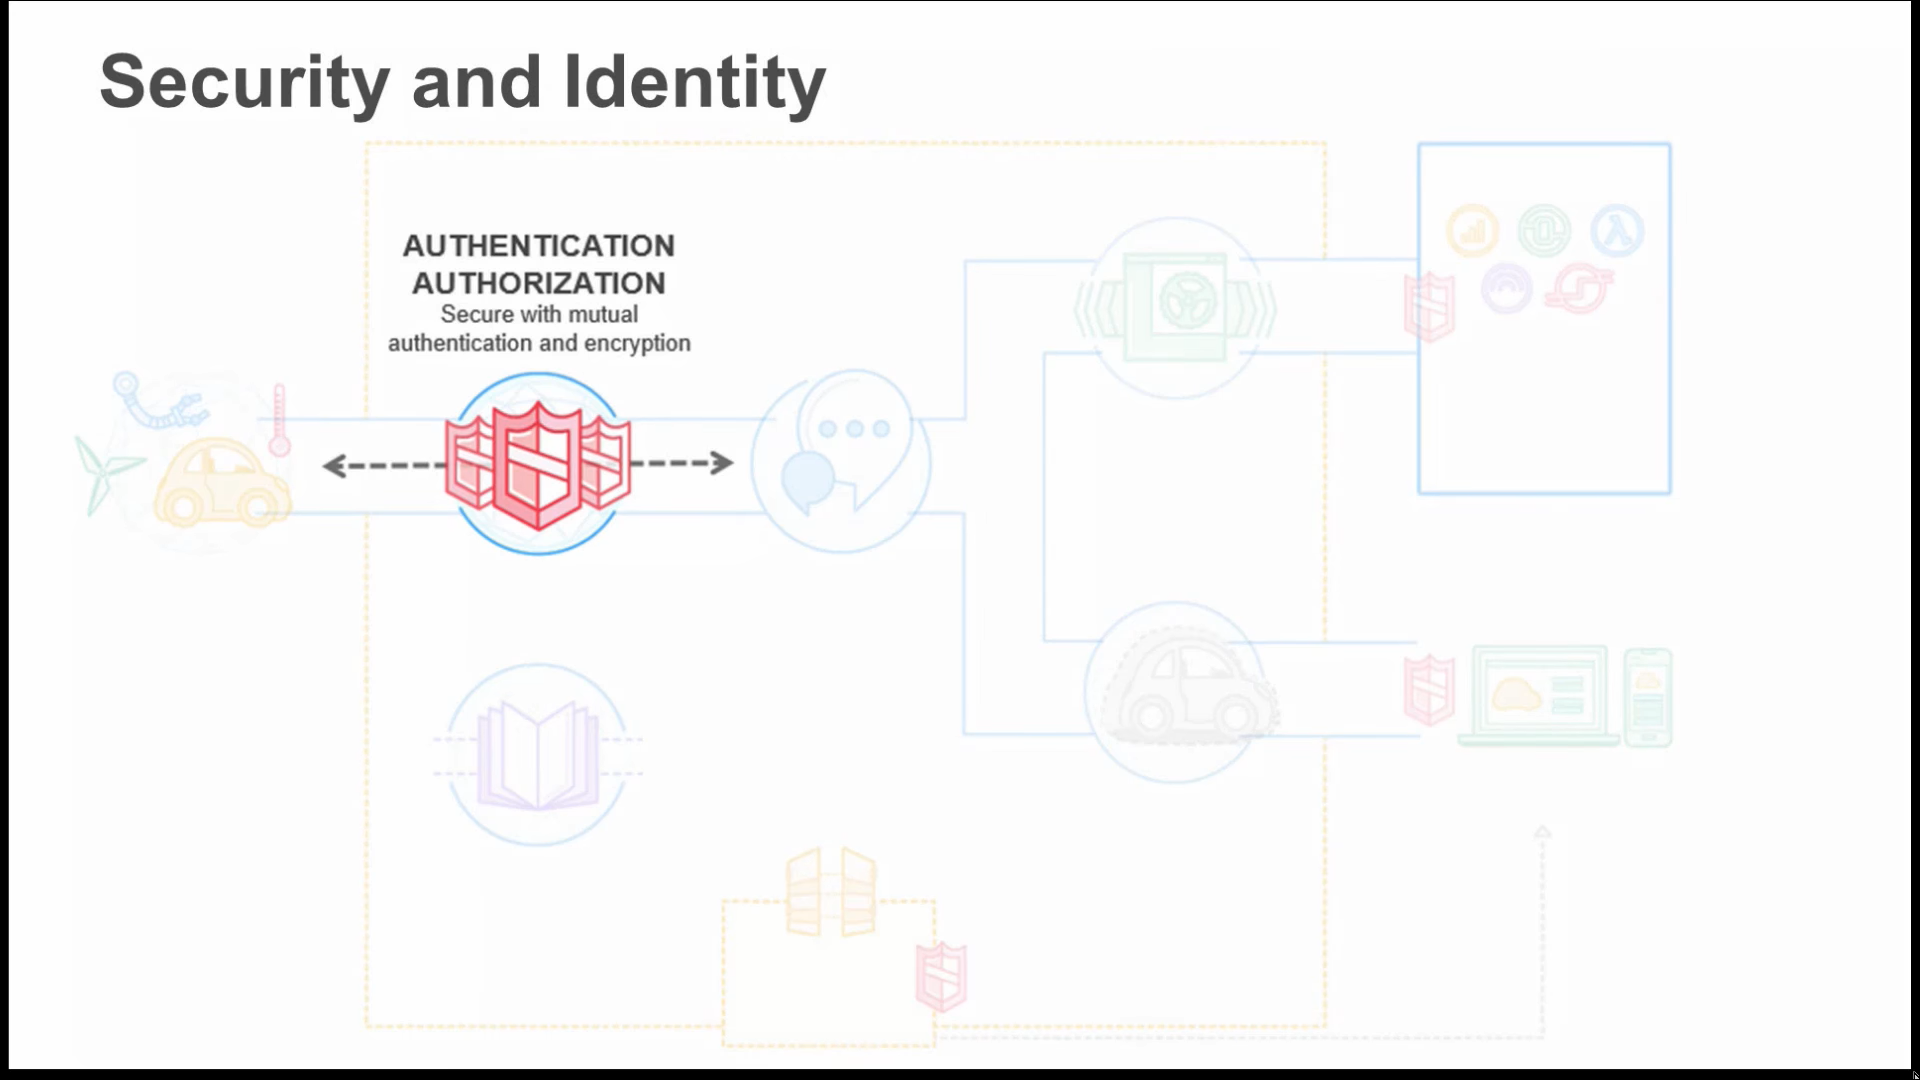 Security and Identity
AUTHENTICATION
AUTHORIZATION
Secure with mutual
authentication and encryption